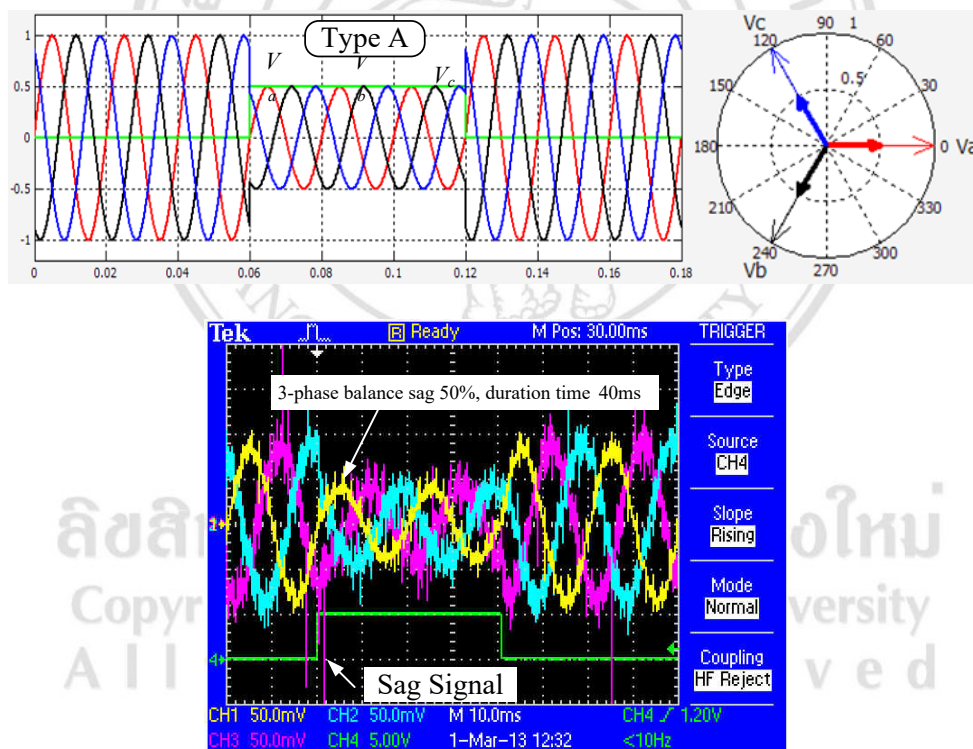 Type A
V a
V b
V c
1
0.5
0
-0.5
-1
0 0.02 0.04 0.06 0.08 0.1 0.12 0.14 0.16 0.18
Vc
90 1
120 60
0.5
150 30
180 0 Va
210 330
240 300
Vb 270
Tek Ready M Pos: 30.00ms TRIGGER
3-phase balance sag 50%, duration time 40ms
Type
Edge
Source
CH4
Slope
Rising
Mode
Normal
Coupling
HF Reject
4
Sag Signal
CH1 50.0mV CH2 50.0mV M 10.0ms CH4 1.20V
CH3 50.0mV CH4 5.00V 1-Mar-13 12:32 <10Hz